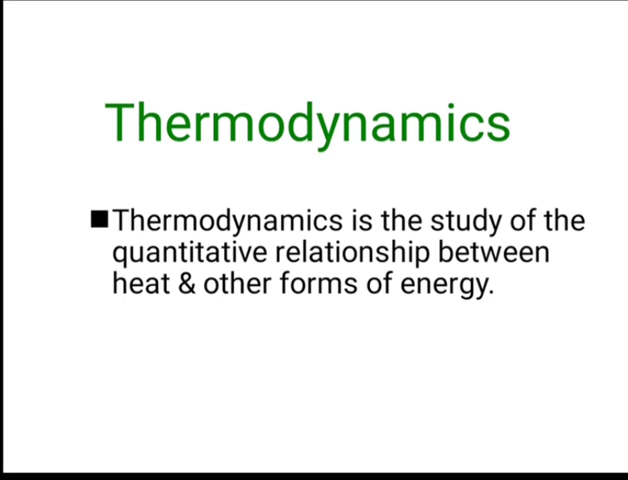 Thermodynamics
■Thermodynamics is the study of the
quantitative relationship between
heat & other forms of energy.